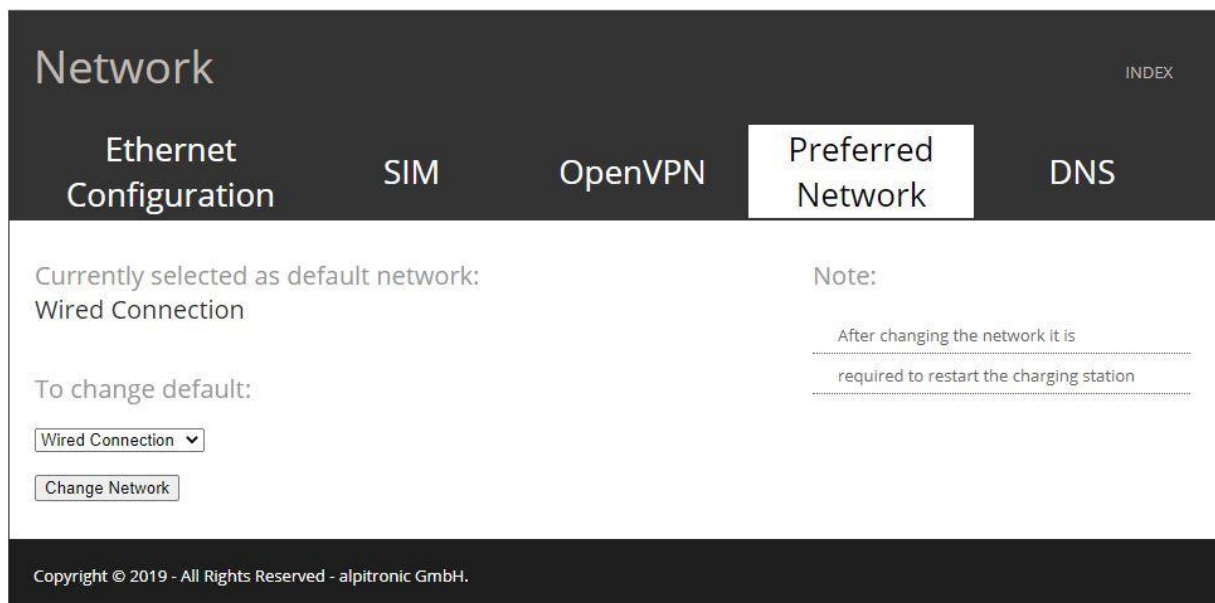 Network
INDEX
Ethernet
Configuration
SIM
OpenVPN
Preferred
Network
DNS
Currently selected as default network:
Wired Connection
To change default:
Wired Connection
Change Network
Note:
After changing the network it is
required to restart the charging station
Copyright © 2019 - All Rights Reserved - alpitronic GmbH.